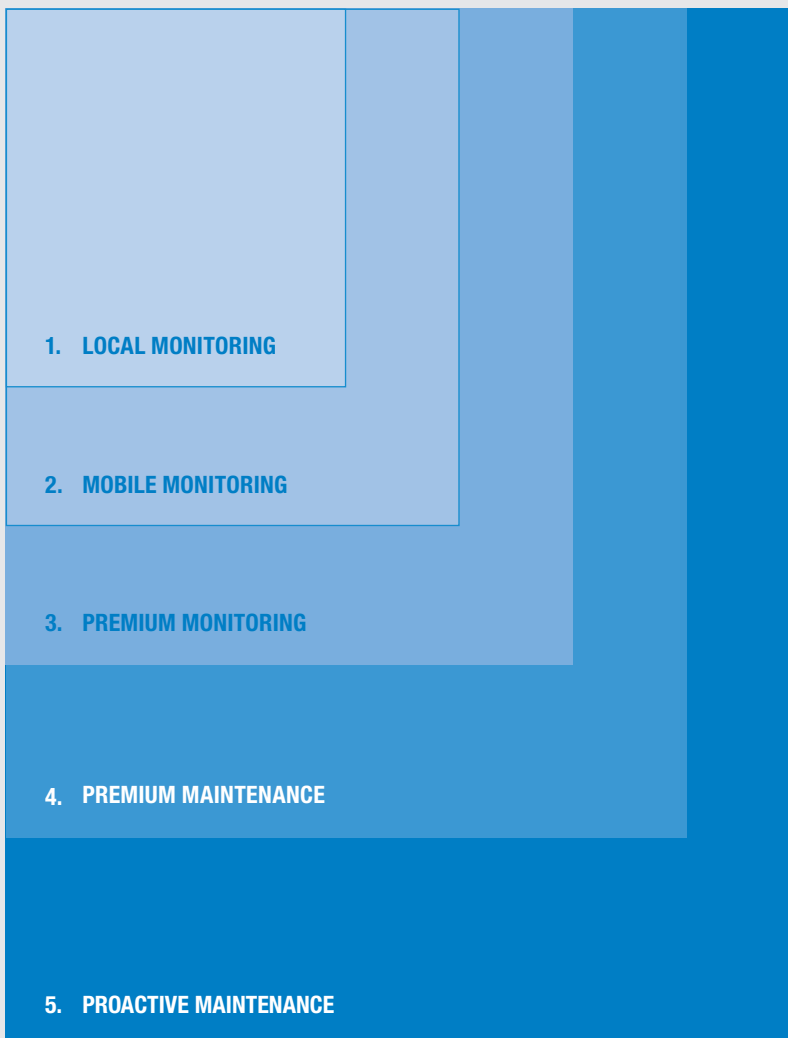 1. LOCAL MONITORING
2. MOBILE MONITORING
3. PREMIUM MONITORING
4. PREMIUM MAINTENANCE
5. PROACTIVE MAINTENANCE